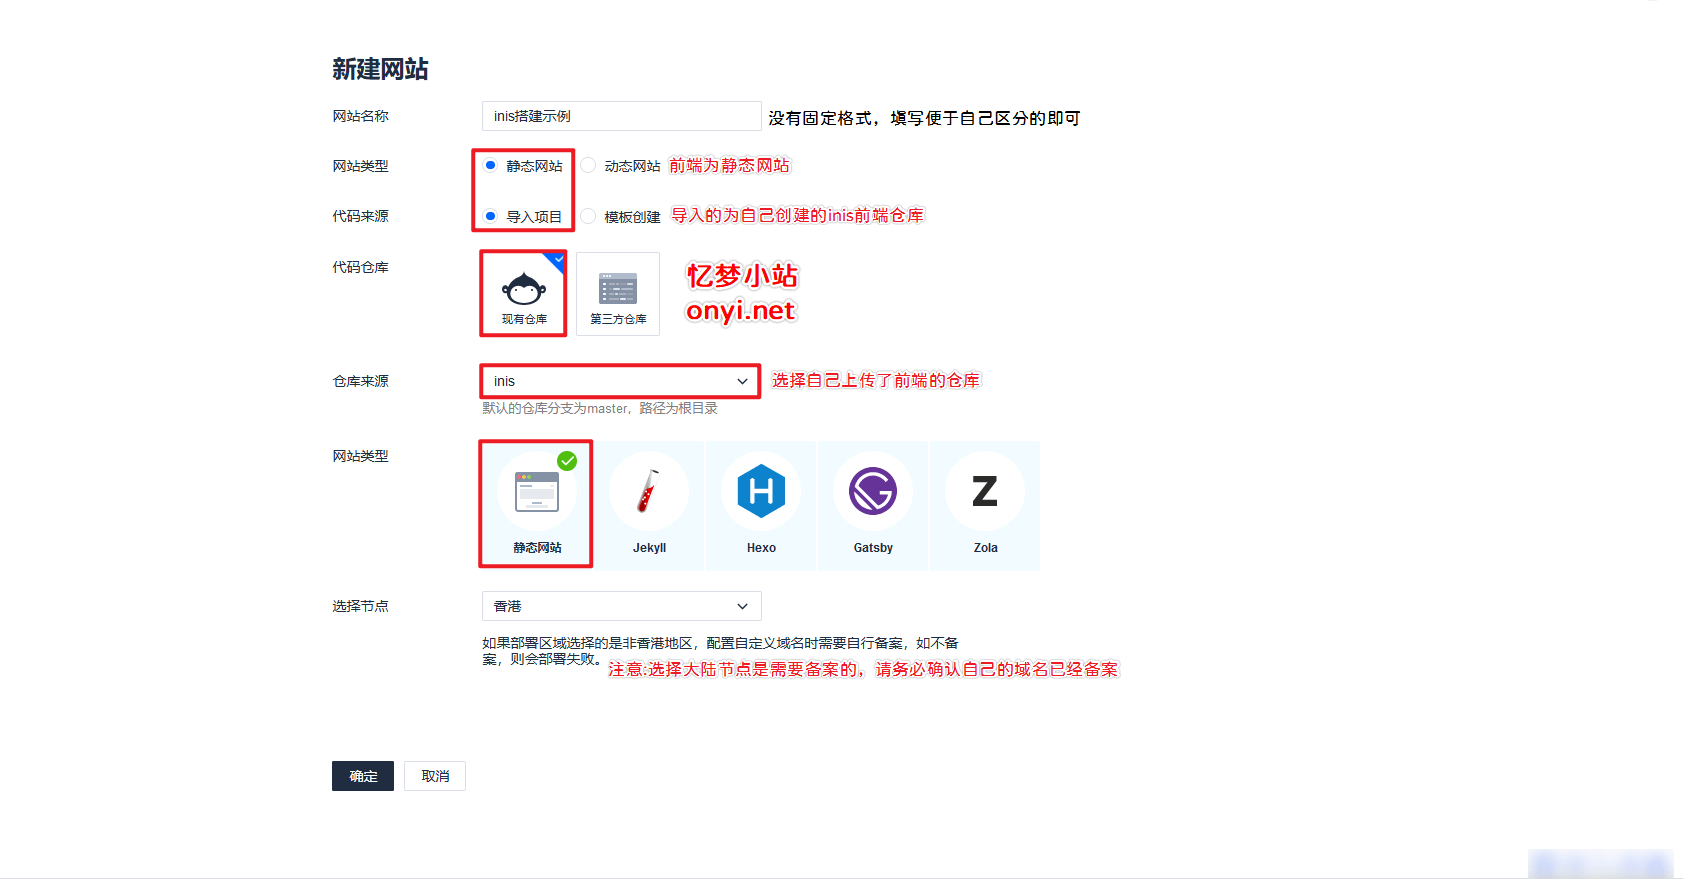 新建网站
网站名称 inis搭建示例 没有固定格式，填写便于自己区分的即可
网站类型 静态网站 动态网站 前端为静态网站
代码来源 导入项目 模板创建 导入的为自己创建的inis前端仓库
代码仓库
现有仓库 第三方仓库
忆梦小站
onyi.net
仓库来源 inis 选择自己上传了前端的仓库
默认的仓库分支为master，路径为根目录
网站类型
静态网站 Jekyll Hexo Gatsby Zola
选择节点 香港
如果部署区域选择的是非香港地区，配置自定义域名时需要自行备案，如不备
案，则会部署失败。
注意:选择大陆节点是需要备案的，请务必确认自己的域名已经备案
确定 取消